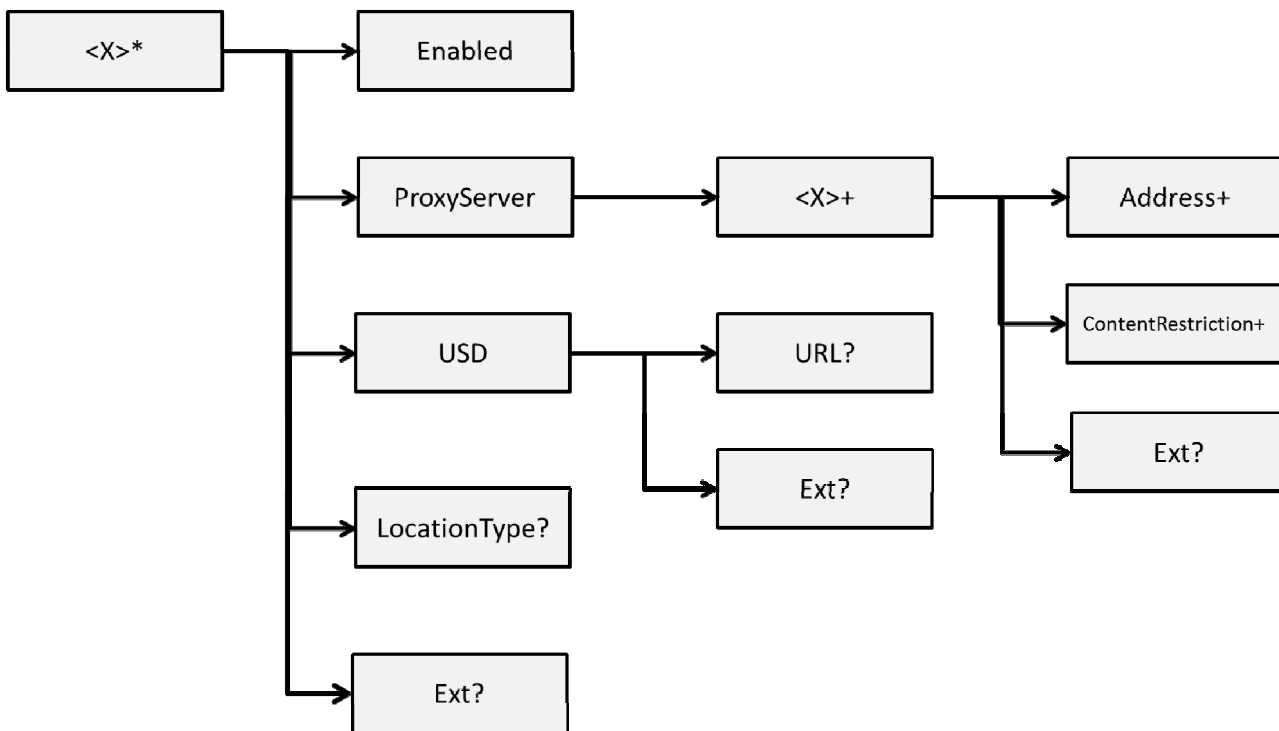 <X>*
Enabled
ProxyServer
<X>+
Address+
ContentRestriction+
USD
URL?
Ext?
Ext?
LocationType?
Ext?